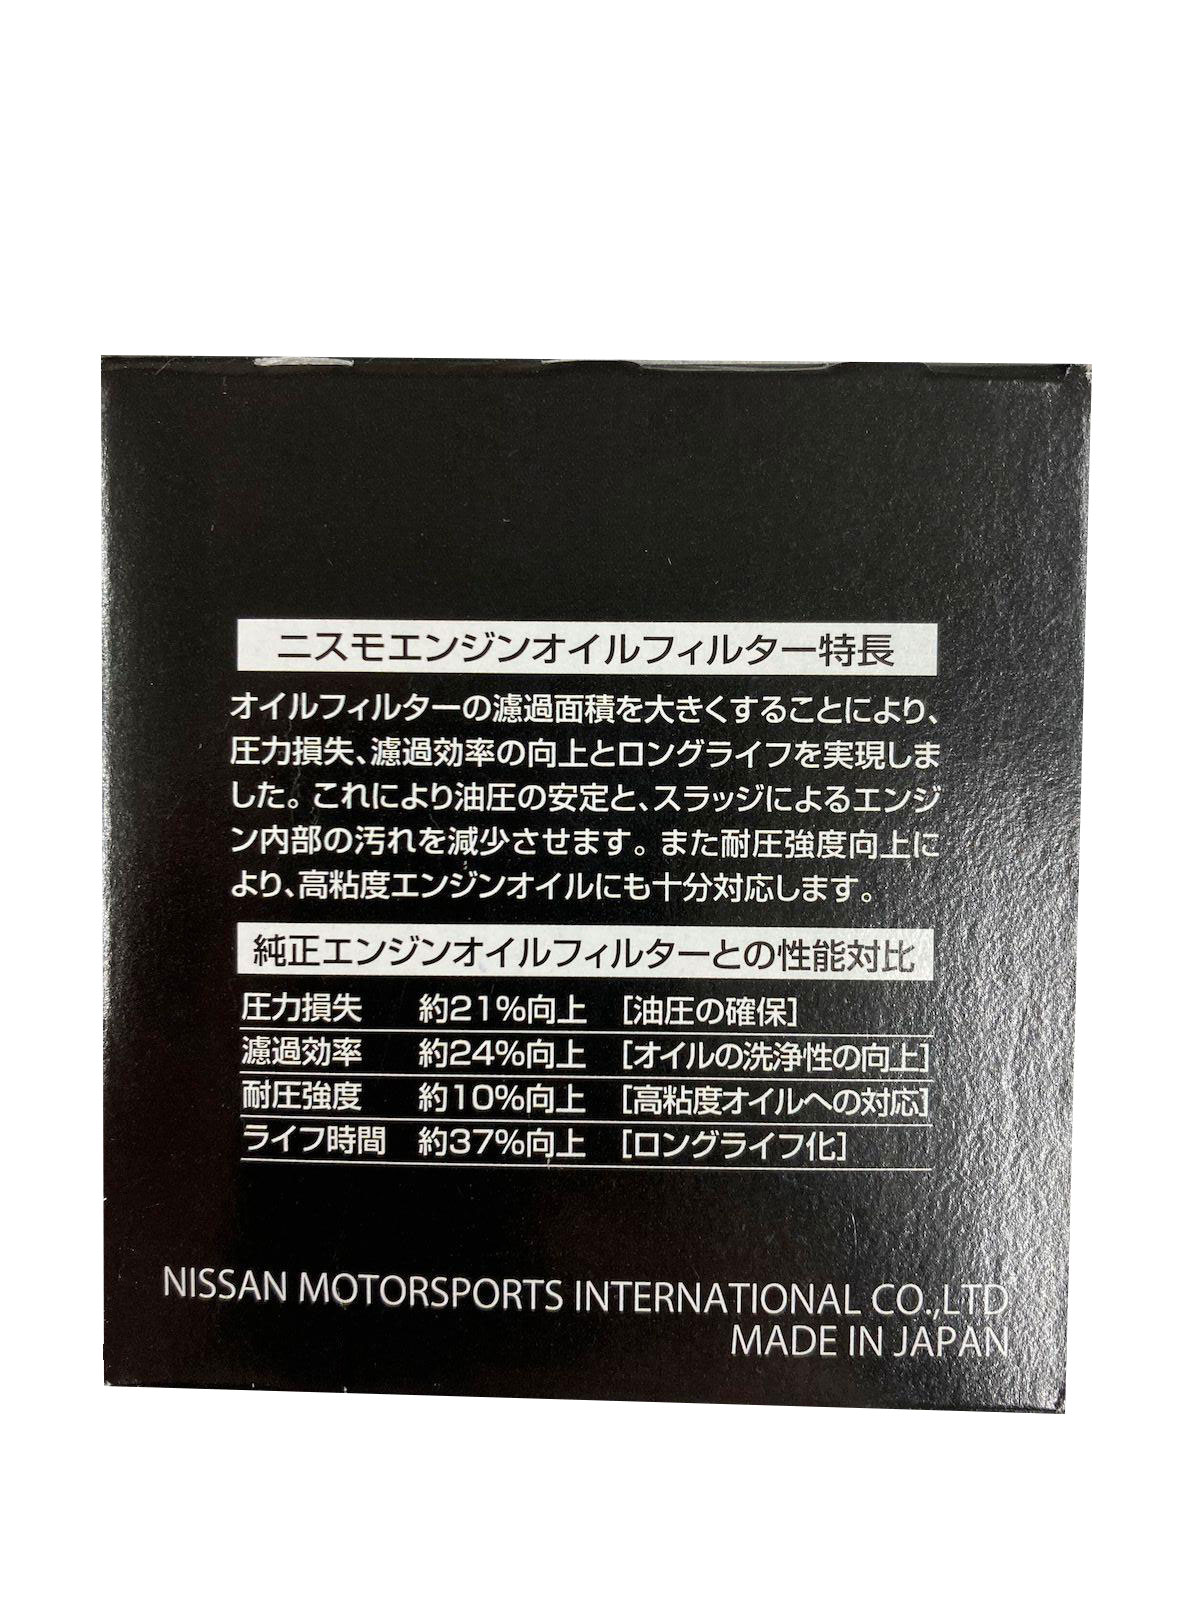 ニスモエンジンオイルフィルター特長
オイルフィルターの濾過面積を大きくすることにより、
圧力損失、濾過効率の向上とロングライフを実現しま
した。これにより油圧の安定と、スラッジによるエンジ
ン内部の汚れを減少させます。また耐圧強度向上に
より、高粘度エンジンオイルにも十分対応します。
純正エンジンオイルフィルターとの性能対比
圧力損失 約21%向上 [油圧の確保]
濾過効率 約24%向上 [オイルの洗浄性の向上]
耐圧強度 約10%向上 [高粘度オイルへの対応]
ライフ時間 約37%向上 [ロングライフ化]
NISSAN MOTORSPORTS INTERNATIONAL CO.,LTD
MADE IN JAPAN